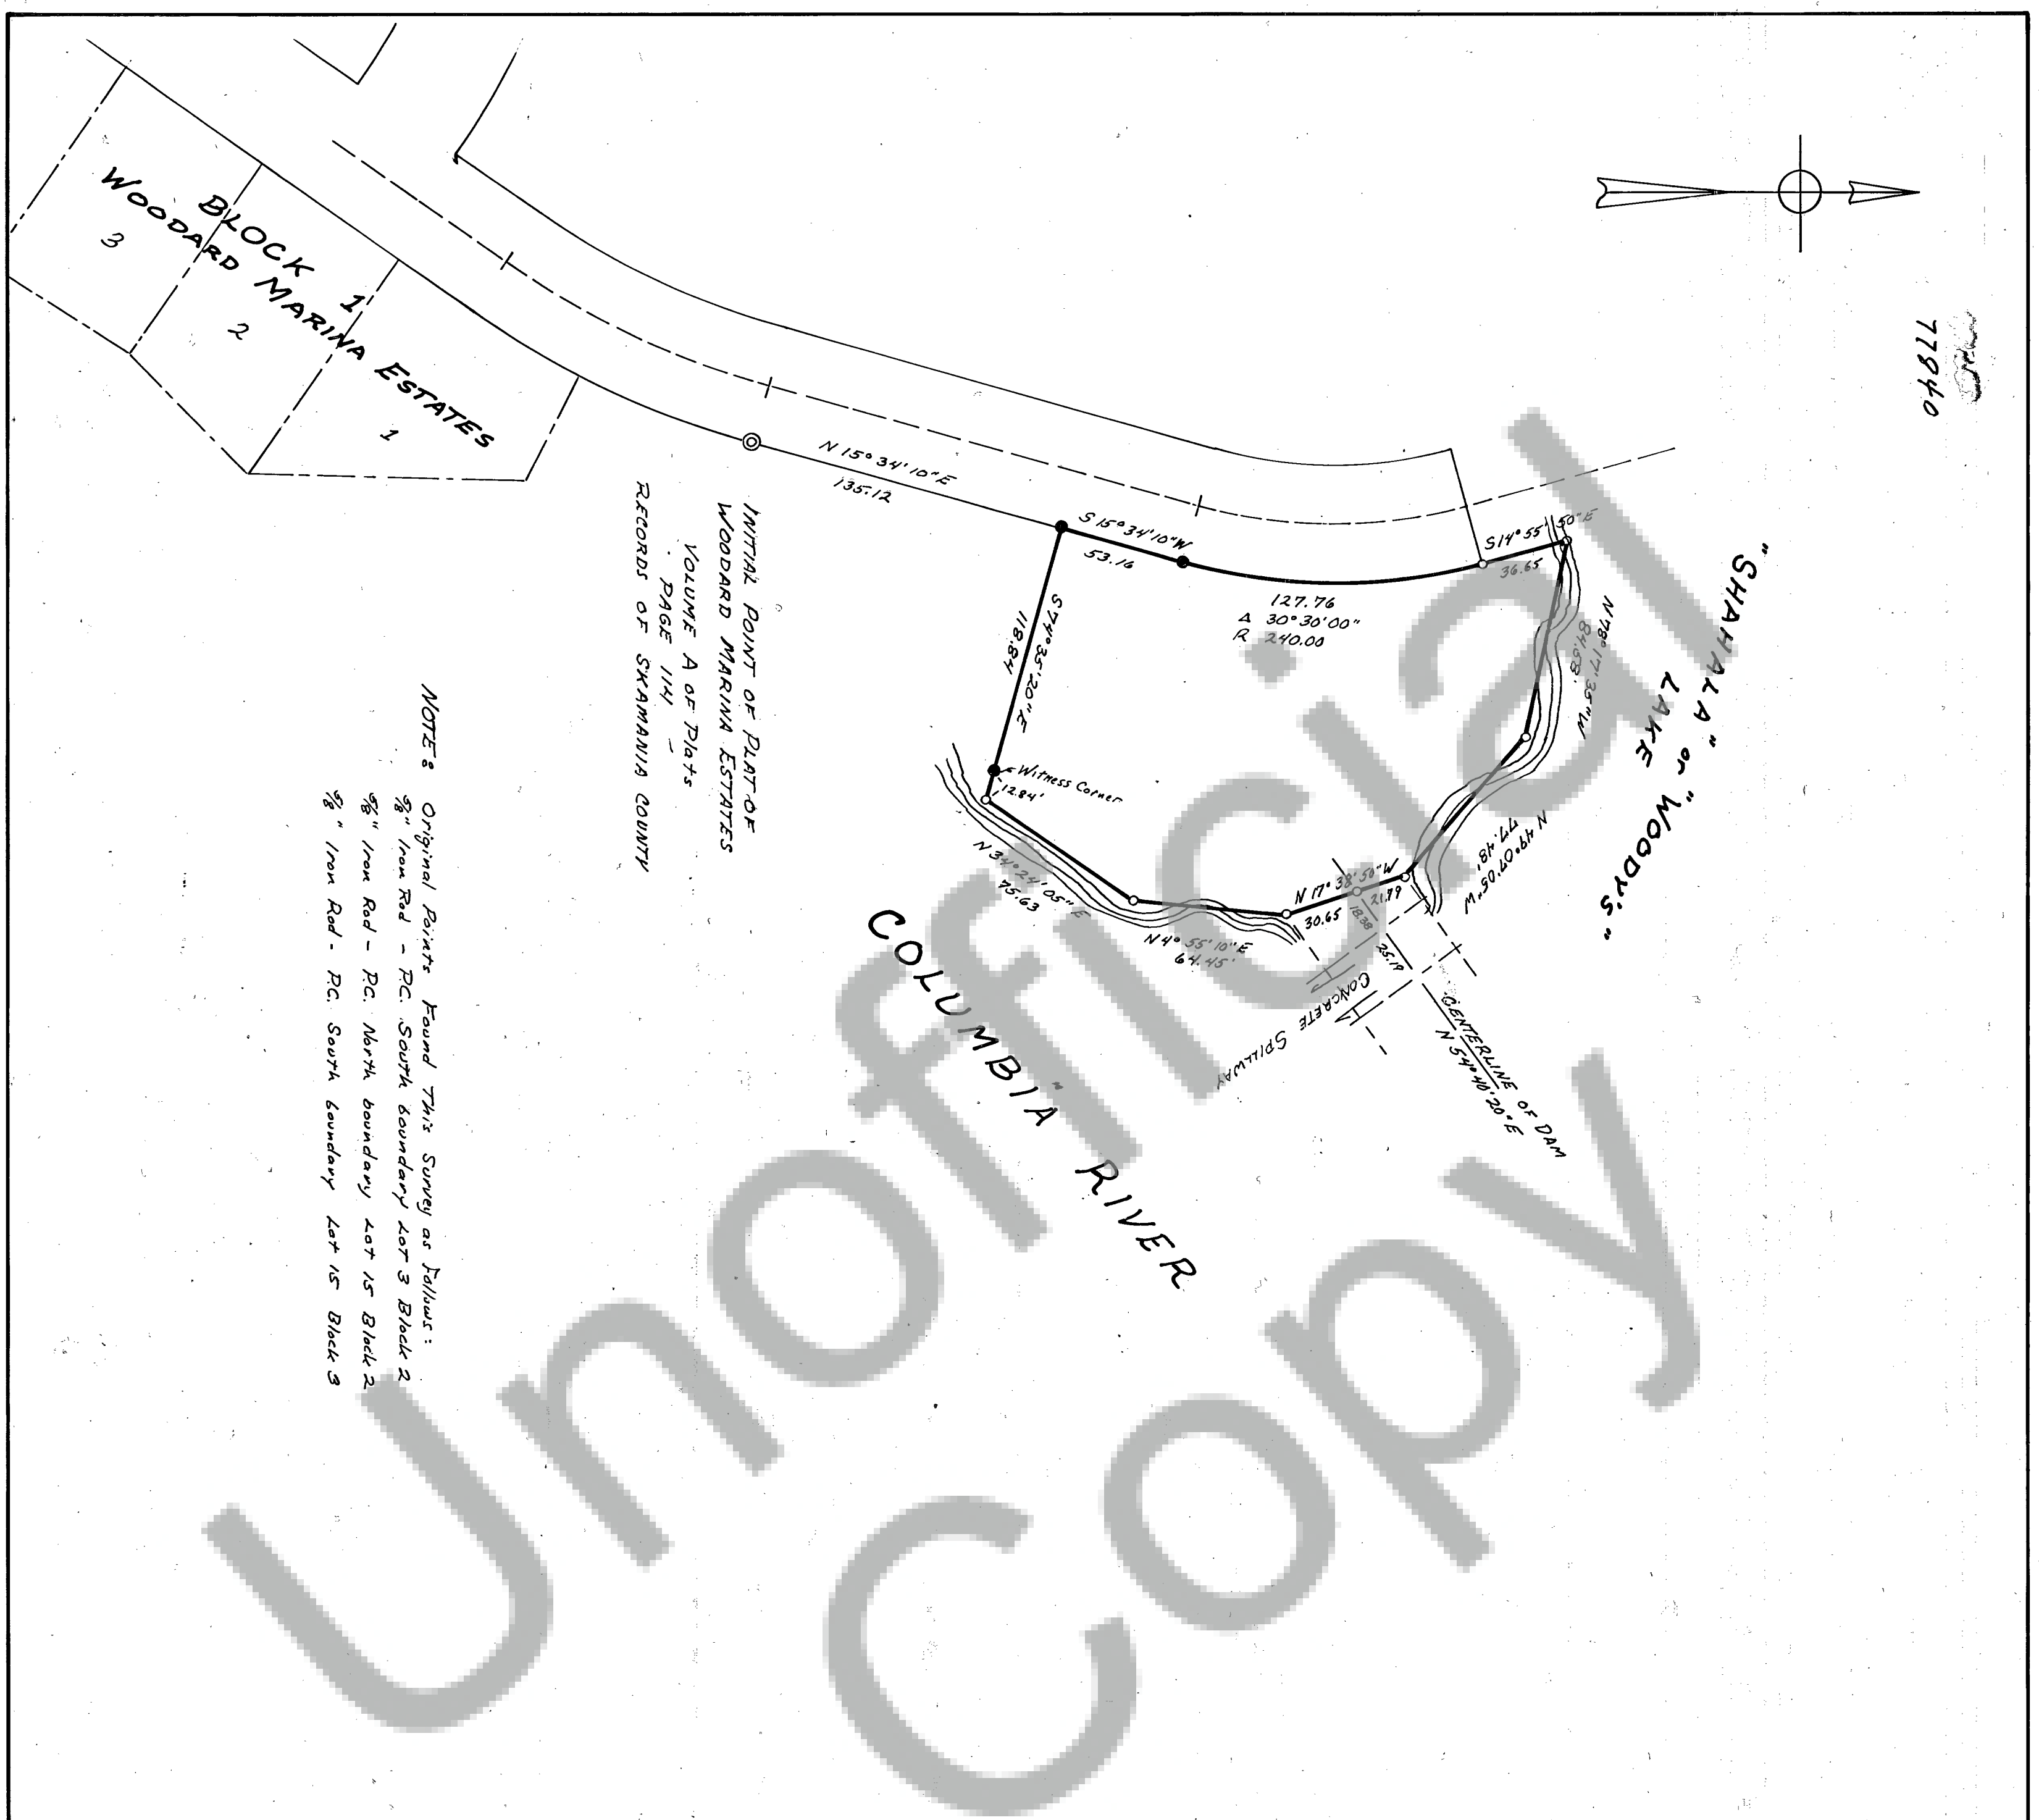 77940
BLOCK 1
WOODARD MARINA ESTATES
3
2
1
N 15° 34' 10" E
135.12
S 15° 34' 10" W
53.16
S 14° 55' 50" E
36.65
127.76
Δ 30° 30' 00"
R 240.00
N 78° 17' 35" W
84.58'
"SHAHALA" or "WOODY'S"
LAKE
S 74° 35' 20" E
118.84
Witness Corner
12.84'
N 34° 24' 05" E
75.63
N 4° 55' 10" E
64.45'
N 17° 38' 50" W
30.65
21.79
18.38
25.19
N 49° 07' 05" W
77.48'
CONCRETE SPILLWAY
CENTERLINE OF DAM
N 54° 40' 20" E
COLUMBIA RIVER
INITIAL POINT OF PLAT OF
WOODARD MARINA ESTATES
VOLUME A OF Plats
PAGE 114 -
RECORDS OF SKAMANIA COUNTY
NOTE: Original Points Found This Survey as Follows:
5/8" Iron Rod - P.C. South boundary Lot 3 Block 2
5/8" Iron Rod - P.C. North boundary Lot 15 Block 2
5/8" Iron Rod - P.C. South boundary Lot 15 Block 3
Unofficial
Copy